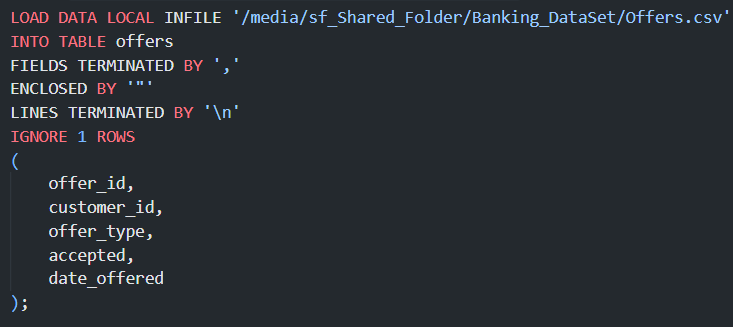 LOAD DATA LOCAL INFILE '/media/sf_Shared_Folder/Banking_DataSet/Offers.csv'
INTO TABLE offers
FIELDS TERMINATED BY ','
ENCLOSED BY '"'
LINES TERMINATED BY '\n'
IGNORE 1 ROWS
(
    offer_id,
    customer_id,
    offer_type,
    accepted,
    date_offered
);